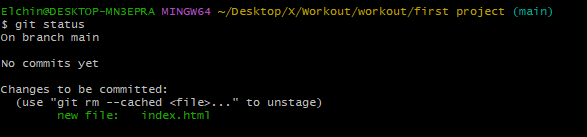 Elchin@DESKTOP-MN3EPRA MINGW64 ~/Desktop/X/Workout/workout/first project (main)
$ git status
On branch main
No commits yet
Changes to be committed:
(use "git rm --cached <file>..." to unstage)
new file:   index.html